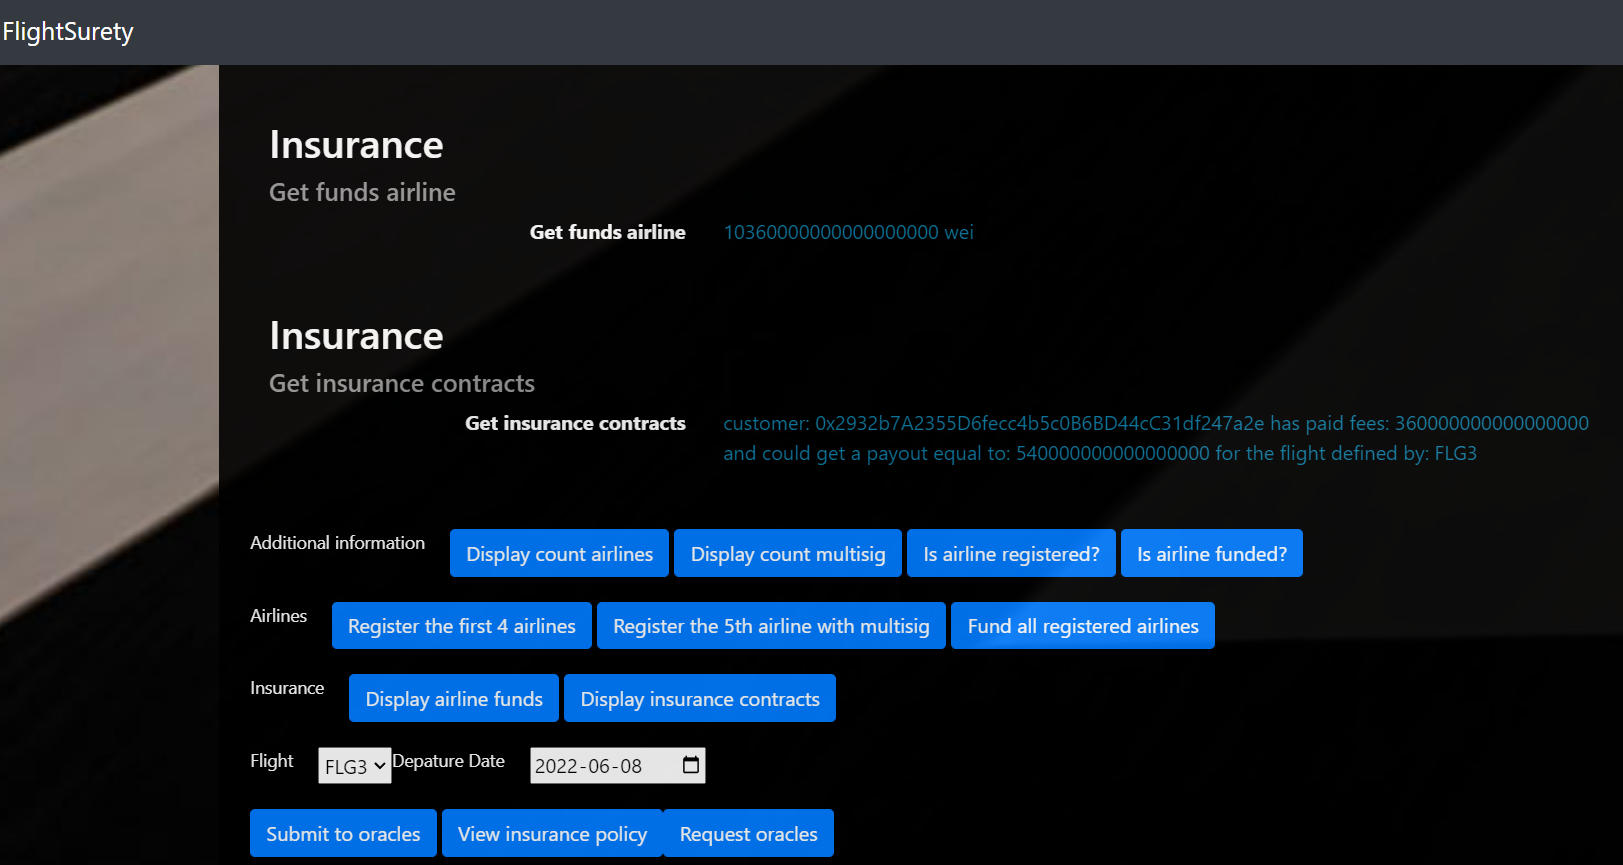 FlightSurety
Insurance
Get funds airline
Get funds airline 10360000000000000000 wei
Insurance
Get insurance contracts
Get insurance contracts customer: 0x2932b7A2355D6fecc4b5c0B6BD44cC31df247a2e has paid fees: 360000000000000000
and could get a payout equal to: 540000000000000000 for the flight defined by: FLG3
Additional information Display count airlines Display count multisig Is airline registered? Is airline funded?
Airlines Register the first 4 airlines Register the 5th airline with multisig Fund all registered airlines
Insurance Display airline funds Display insurance contracts
Flight FLG3 Depature Date 2022-06-08
Submit to oracles View insurance policy Request oracles